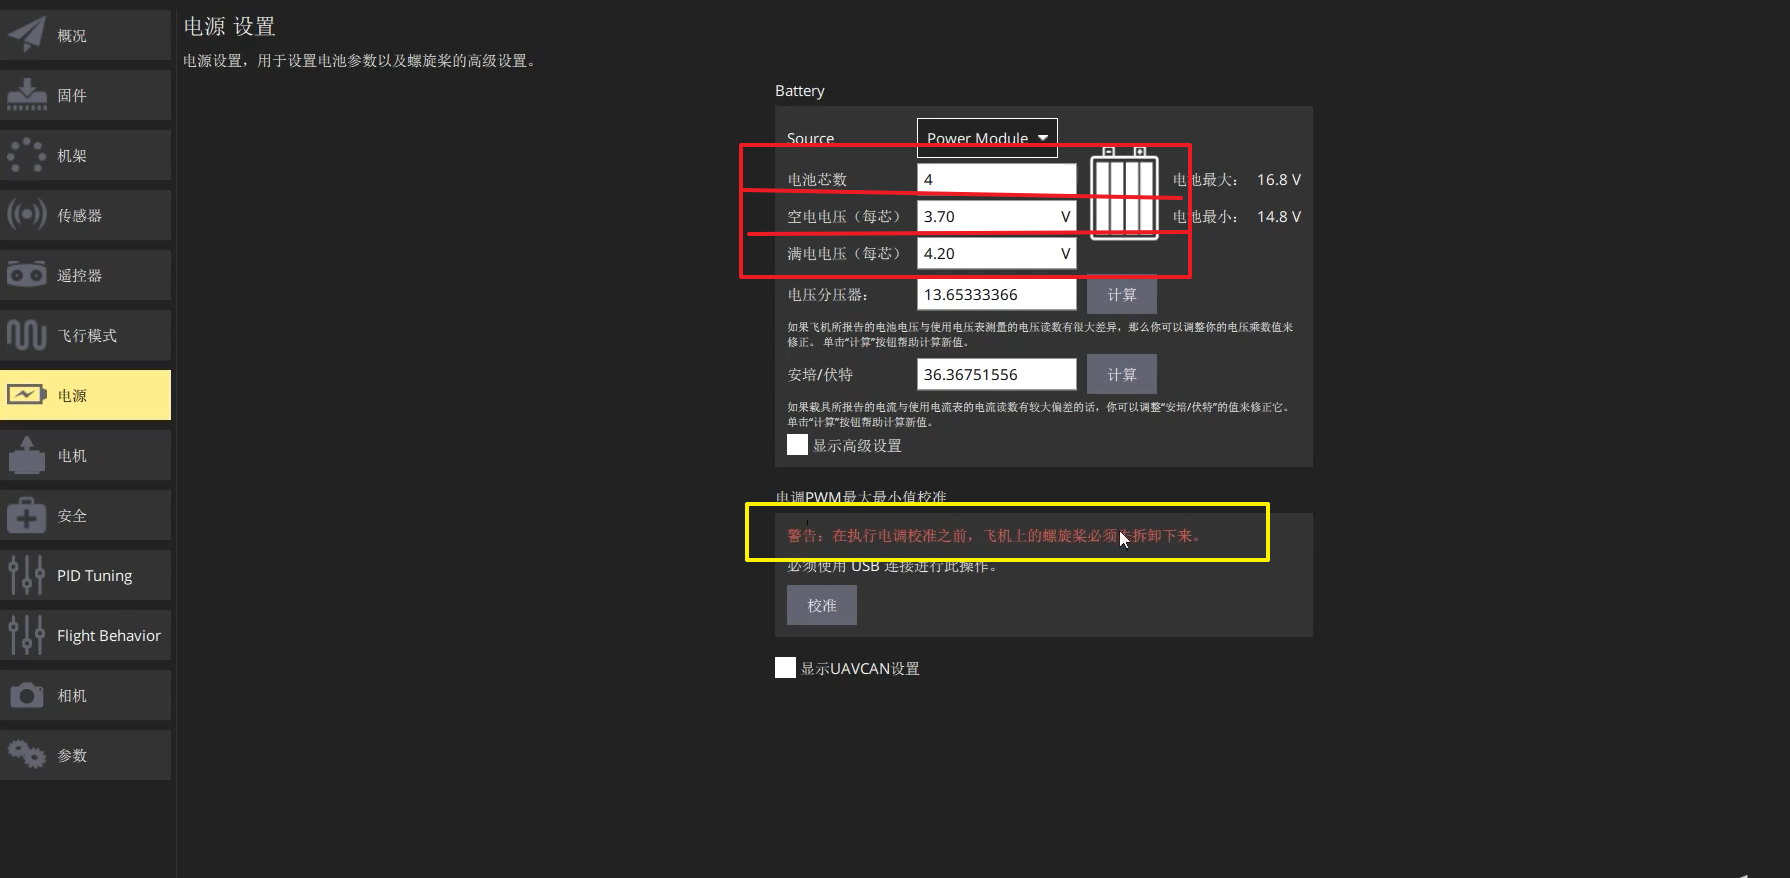 概况
固件
机架
传感器
遥控器
飞行模式
电源
电机
安全
PID Tuning
Flight Behavior
相机
参数
电源 设置
电源设置，用于设置电池参数以及螺旋桨的高级设置。
Battery
Source Power Module
电池芯数 4 电池最大： 16.8 V
空电电压（每芯） 3.70 V 电池最小： 14.8 V
满电电压（每芯） 4.20 V
电压分压器： 13.65333366 计算
如果飞机所报告的电池电压与使用电压表测量的电压读数有很大差异，那么你可以调整你的电压乘数值来
修正。 单击“计算”按钮帮助计算新值。
安培/伏特 36.36751556 计算
如果载具所报告的电流与使用电流表的电流读数有较大偏差的话，你可以调整“安培/伏特”的值来修正它。
单击“计算”按钮帮助计算新值。
显示高级设置
电调PWM最大最小值校准
警告：在执行电调校准之前，飞机上的螺旋桨必须先拆卸下来。
必须使用 USB 连接进行此操作。
校准
显示UAVCAN设置